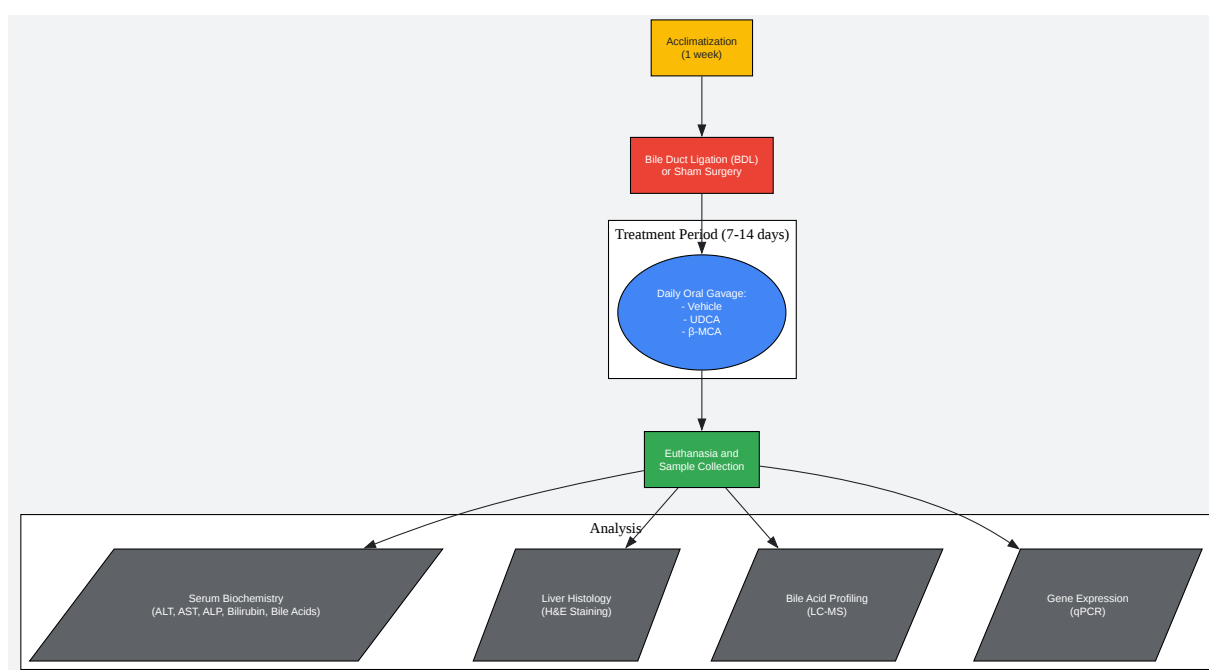 Acclimatization
(1 week)
Bile Duct Ligation (BDL)
or Sham Surgery
Treatment Period (7-14 days)
Daily Oral Gavage:
- Vehicle
- UDCA
- β-MCA
Euthanasia and
Sample Collection
Analysis
Serum Biochemistry
(ALT, AST, ALP, Bilirubin, Bile Acids)
Liver Histology
(H&E Staining)
Bile Acid Profiling
(LC-MS)
Gene Expression
(qPCR)